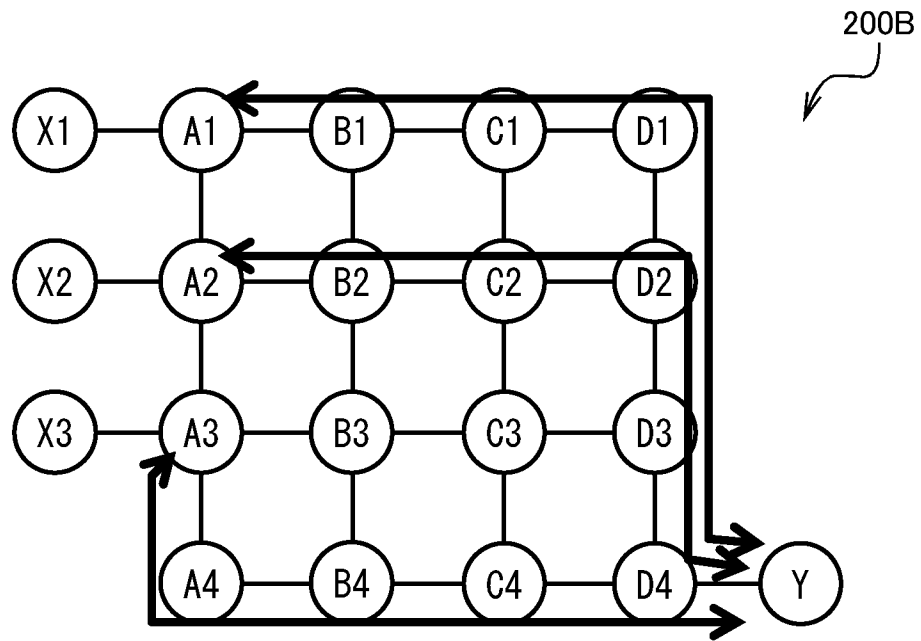 200B
X1 A1 B1 C1 D1
X2 A2 B2 C2 D2
X3 A3 B3 C3 D3
A4 B4 C4 D4 Y